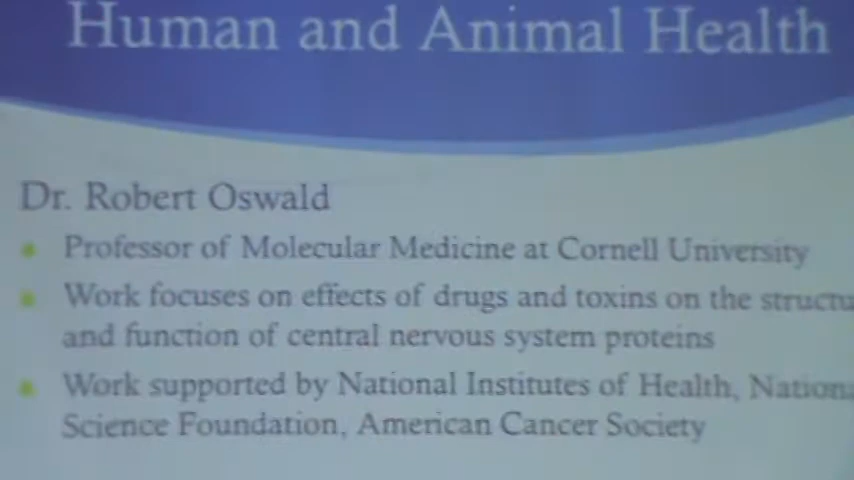 Human and Animal Health
Dr. Robert Oswald
Professor of Molecular Medicine at Cornell University
Work focuses on effects of drugs and toxins on the structu
and function of central nervous system proteins
Work supported by National Institutes of Health, Nationa
Science Foundation, American Cancer Society